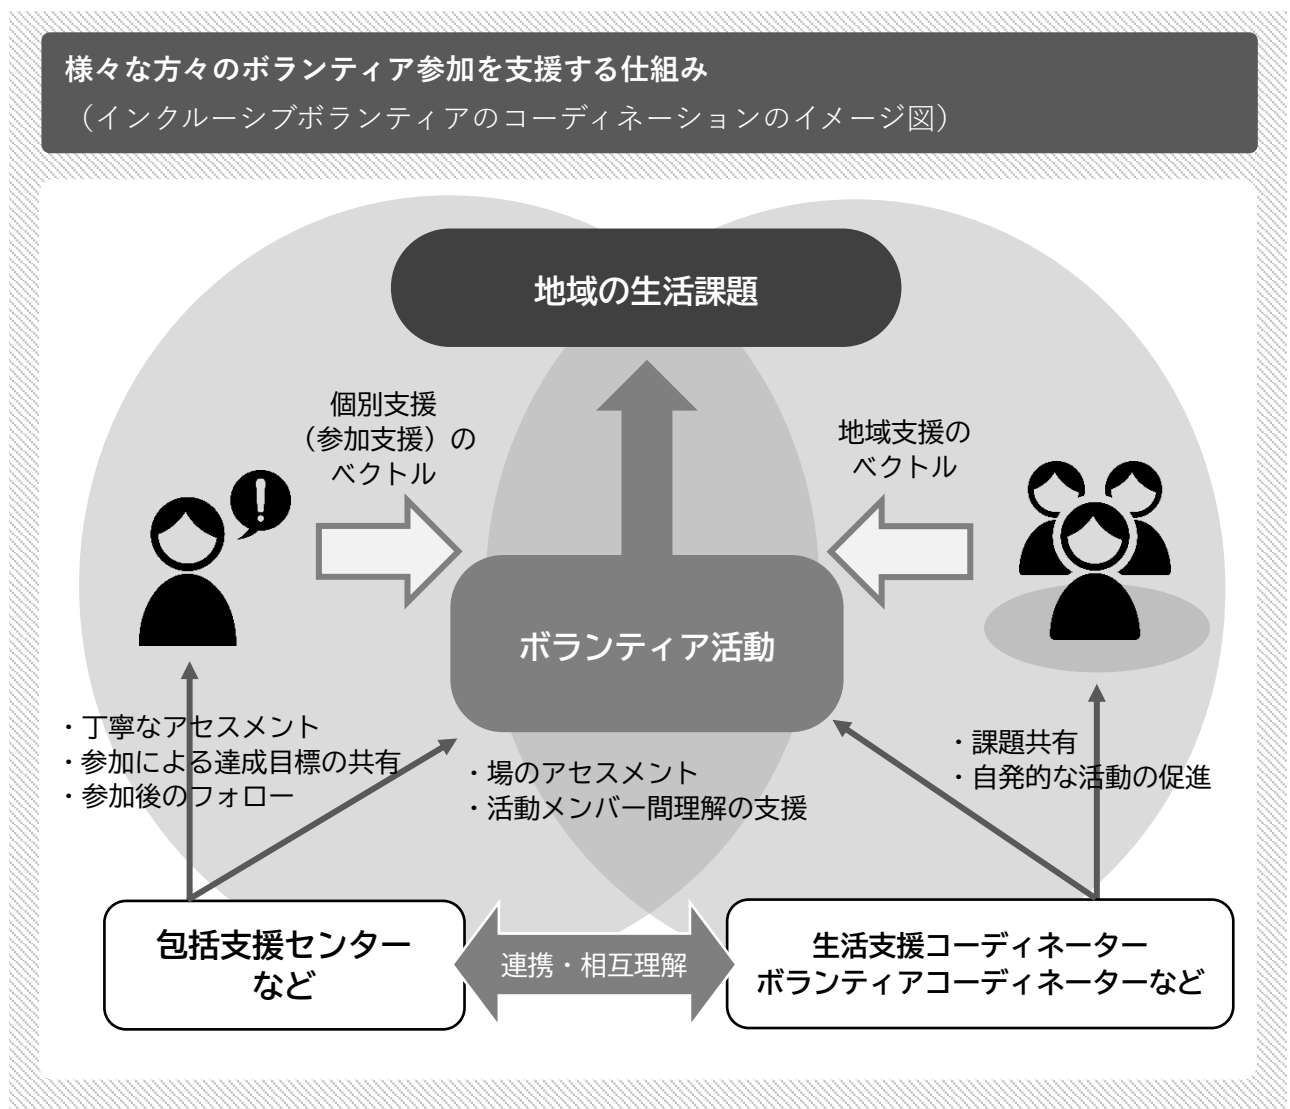 様々な方々のボランティア参加を支援する仕組み
（インクルーシブボランティアのコーディネーションのイメージ図）
地域の生活課題
個別支援
（参加支援）の
ベクトル
地域支援の
ベクトル
ボランティア活動
・丁寧なアセスメント
・参加による達成目標の共有
・参加後のフォロー
・場のアセスメント
・活動メンバー間理解の支援
・課題共有
・自発的な活動の促進
包括支援センター
など
連携・相互理解
生活支援コーディネーター
ボランティアコーディネーターなど